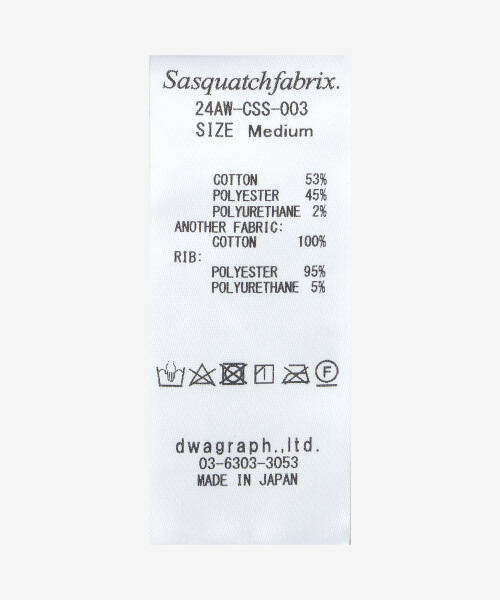 Sasquatchfabrix.
24AW-CSS-003
SIZE Medium
COTTON 53%
POLYESTER 45%
POLYURETHANE 2%
ANOTHER FABRIC:
COTTON 100%
RIB:
POLYESTER 95%
POLYURETHANE 5%
F
dwagraph.,ltd.
03-6303-3053
MADE IN JAPAN